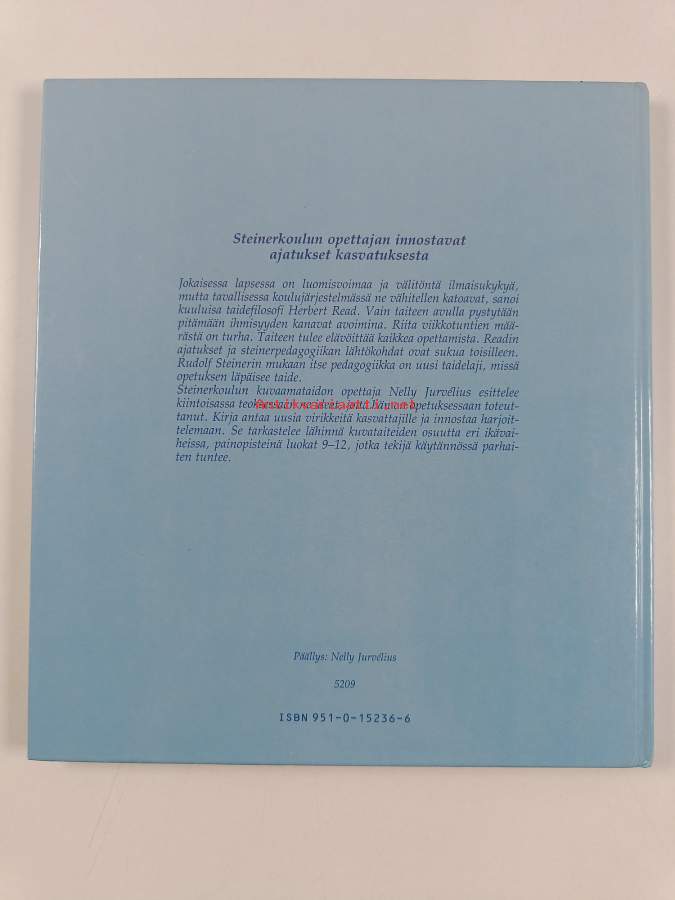 Steinerkoulun opettajan innostavat
ajatukset kasvatuksesta
Jokaisessa lapsessa on luomisvoimaa ja välitöntä ilmaisukykyä,
mutta tavallisessa koulujärjestelmässä ne vähitellen katoavat, sanoi
kuuluisa taidefilosofi Herbert Read. Vain taiteen avulla pystytään
pitämään ihmisyyden kanavat avoimina. Riita viikkotuntien mää-
rästä on turha. Taiteen tulee elävöittää kaikkea opettamista. Readin
ajatukset ja steinerpedagogiikan lähtökohdat ovat sukua toisilleen.
Rudolf Steinerin mukaan itse pedagogiikka on uusi taidelaji, missä
opetuksen läpäisee taide.
Steinerkoulun kuvaamataidon opettaja Nelly Jurvélius esittelee
kiintoisassa teoksessaan opetuksessaan toteut-
Antikvariaatti.net
tanut. Kirja antaa uusia virikkeitä kasvattajille ja innostaa harjoit-
telemaan. Se tarkastelee lähinnä kuvataiteiden osuutta eri ikävai-
heissa, painopisteinä luokat 9–12, jotka tekijä käytännössä parhai-
ten tuntee.
Päällys: Nelly Jurvélius
5209
ISBN 951-0-15236-6